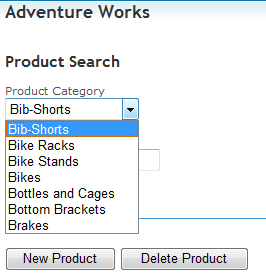 Adventure Works
Product Search
Product Category
Bib-Shorts
Bib-Shorts
Bike Racks
Bike Stands
Bikes
Bottles and Cages
Bottom Brackets
Brakes
New Product Delete Product